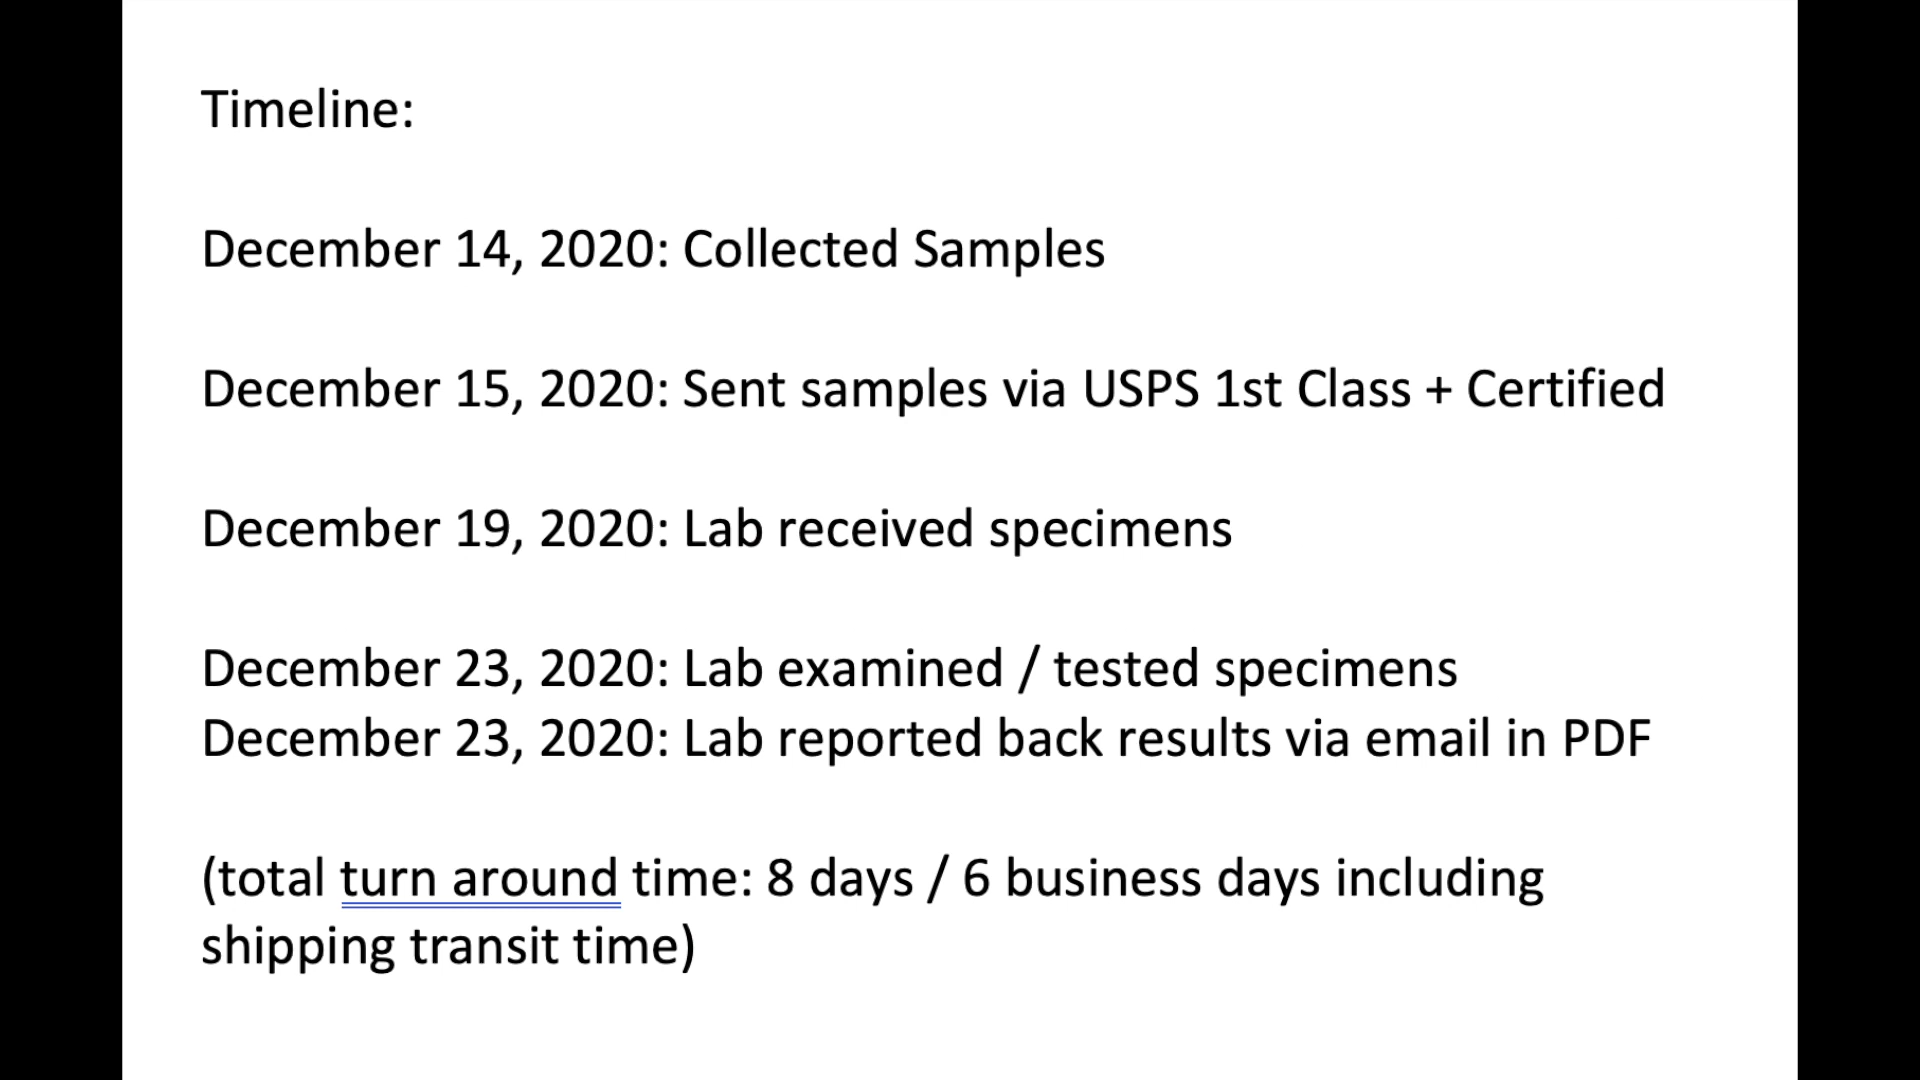 Timeline:
December 14, 2020: Collected Samples
December 15, 2020: Sent samples via USPS 1st Class + Certified
December 19, 2020: Lab received specimens
December 23, 2020: Lab examined / tested specimens
December 23, 2020: Lab reported back results via email in PDF
(total turn around time: 8 days / 6 business days including
shipping transit time)